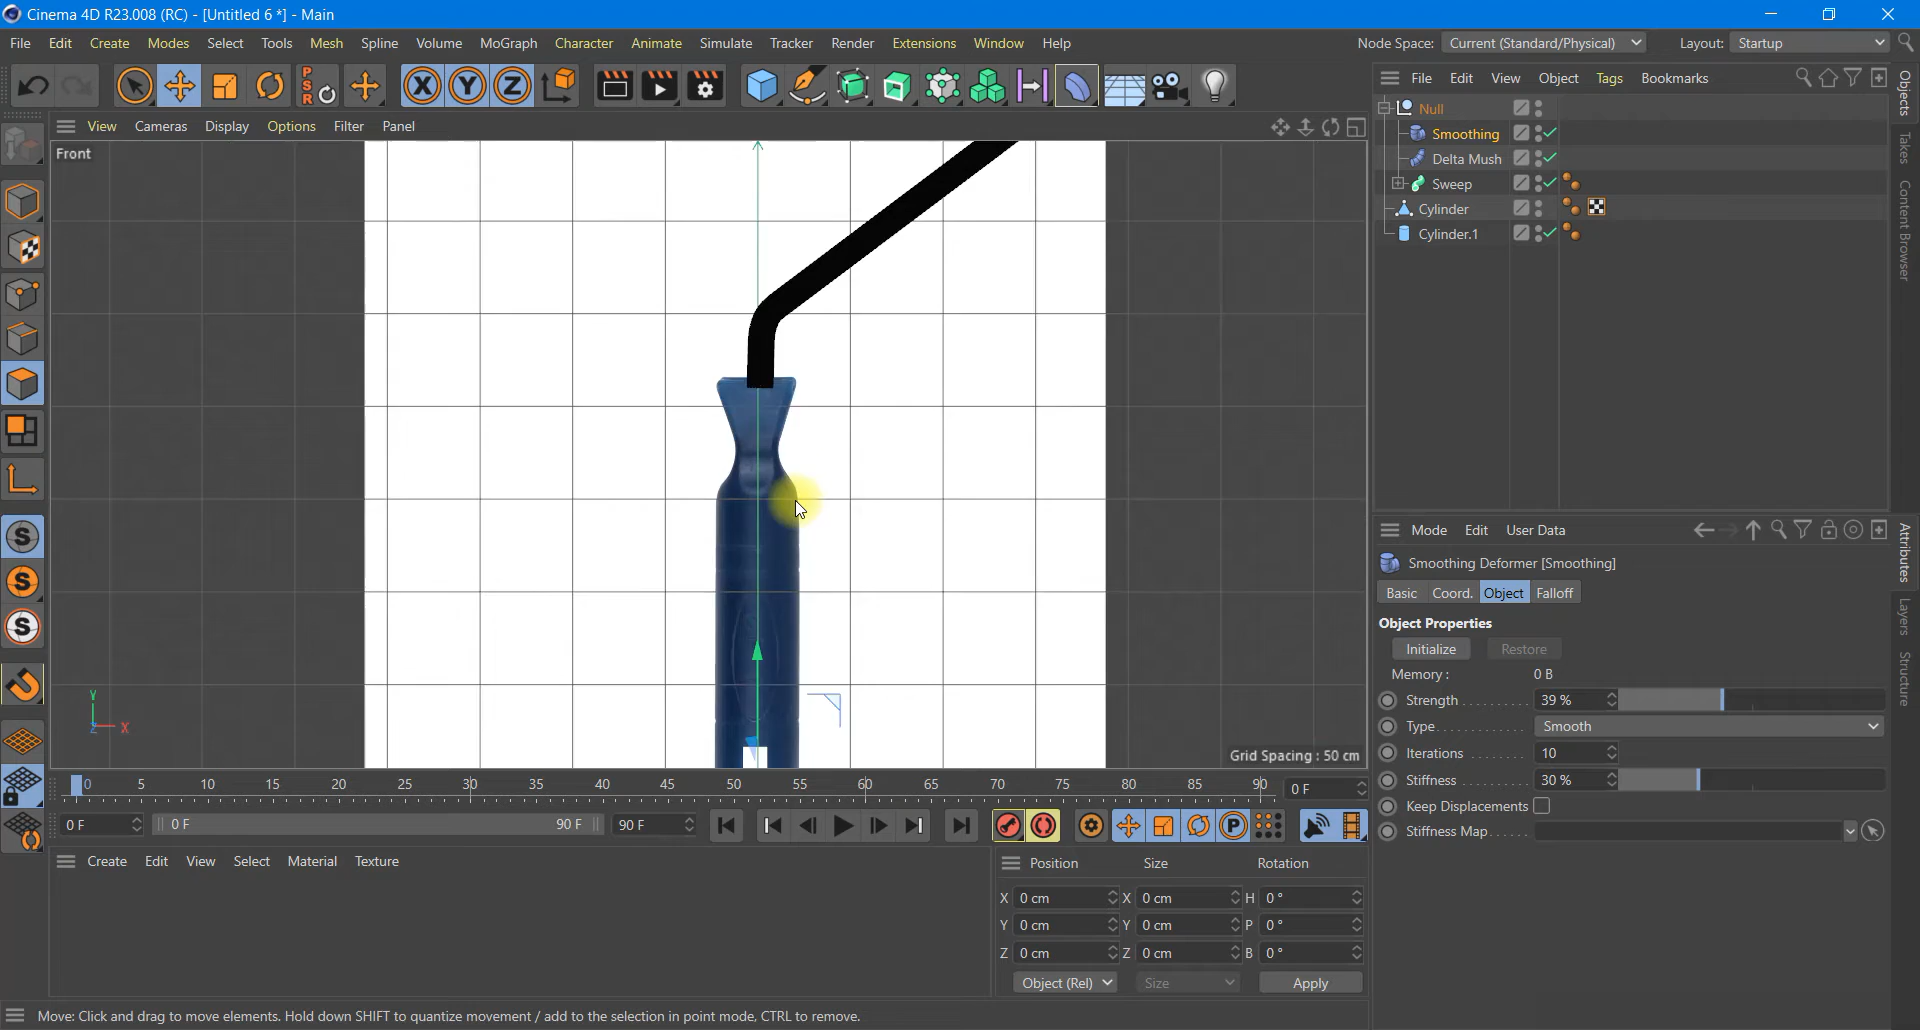 Cinema 4D R23.008 (RC) - [Untitled 6 *] - Main
File Edit Create Modes Select Tools Mesh Spline Volume MoGraph Character Animate Simulate Tracker Render Extensions Window Help
Node Space: Current (Standard/Physical) Layout: Startup
PSR X Y Z
View Cameras Display Options Filter Panel
Front
Y
X
Z
Grid Spacing : 50 cm
S
S
S
0 5 10 15 20 25 30 35 40 45 50 55 60 65 70 75 80 85 90 0 F
0 F 0 F 90 F 90 F
P
Create Edit View Select Material Texture
Position Size Rotation
X 0 cm X 0 cm H 0 °
Y 0 cm Y 0 cm P 0 °
Z 0 cm Z 0 cm B 0 °
Object (Rel) Size Apply
Move: Click and drag to move elements. Hold down SHIFT to quantize movement / add to the selection in point mode, CTRL to remove.
File Edit View Object Tags Bookmarks
Null
Smoothing
Delta Mush
Sweep
Cylinder
Cylinder.1
Objects
Takes
Content Browser
Mode Edit User Data
Smoothing Deformer [Smoothing]
Basic Coord. Object Falloff
Object Properties
Initialize Restore
Memory : 0 B
Strength . . . . . . . . . 39 %
Type. . . . . . . . . . . . . Smooth
Iterations . . . . . . . . 10
Stiffness . . . . . . . . . 30 %
Keep Displacements
Stiffness Map. . . . . .
Attributes
Layers
Structure